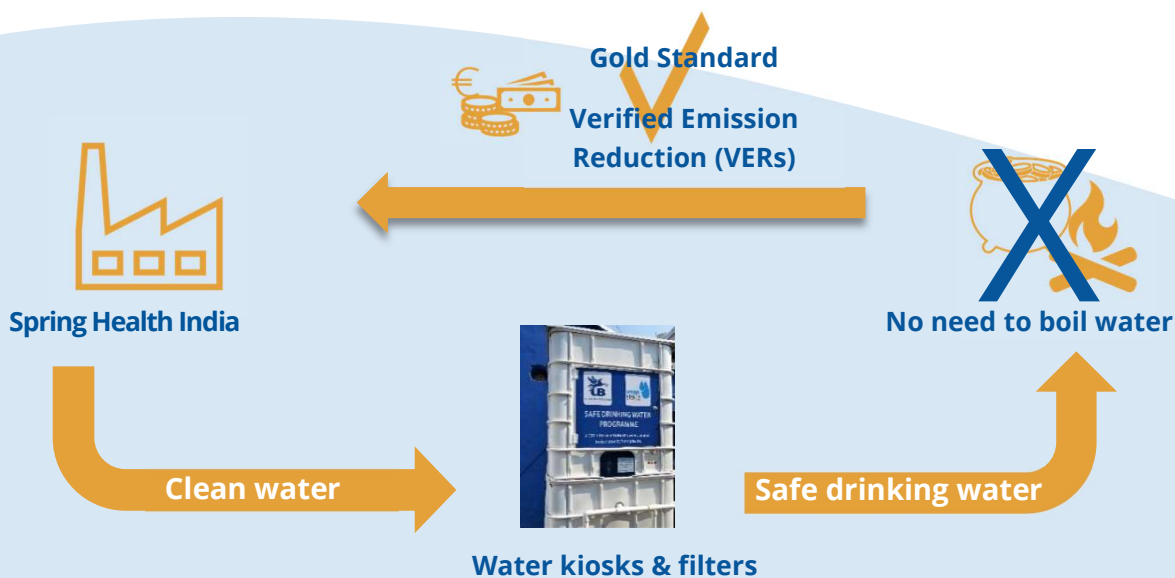 Gold Standard
Verified Emission
Reduction (VERs)
€
Spring Health India
No need to boil water
UB
SAFE DRINKING WATER
PROGRAMME
Clean water
Safe drinking water
Water kiosks & filters